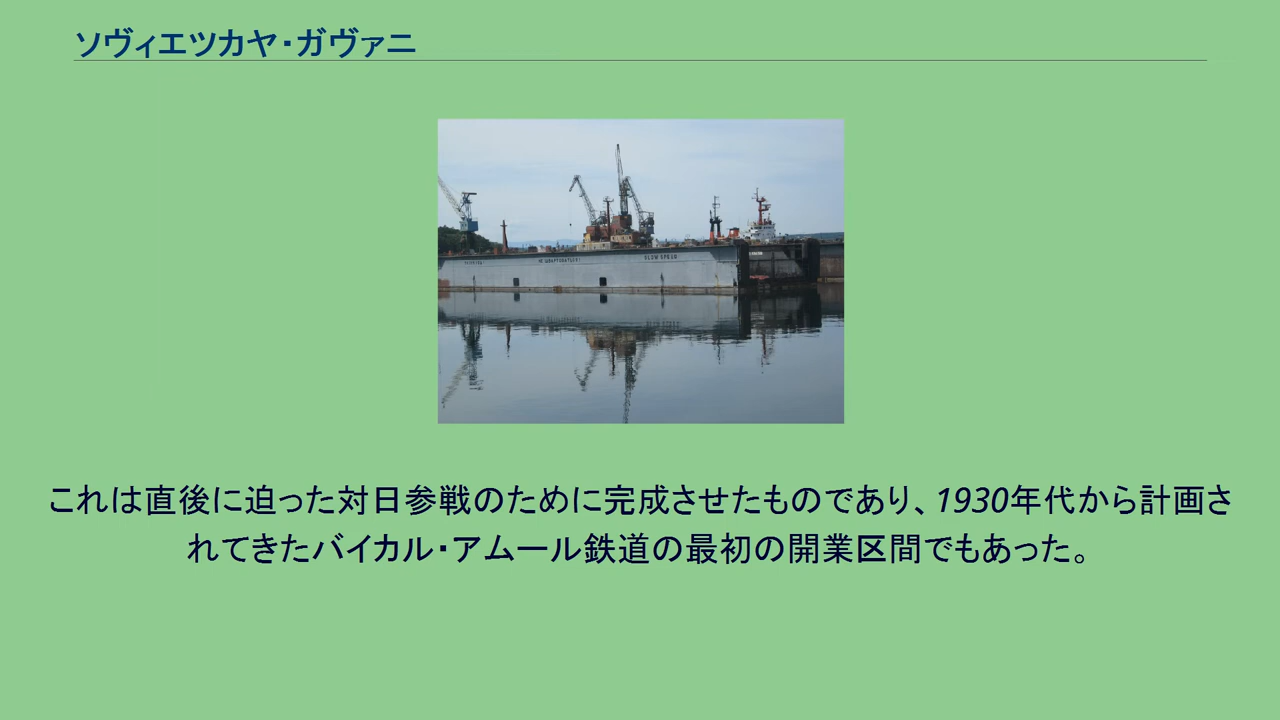 ソヴィエツカヤ・ガヴァニ
これは直後に迫った対日参戦のために完成させたものであり、1930年代から計画さ
れてきたバイカル・アムール鉄道の最初の開業区間でもあった。